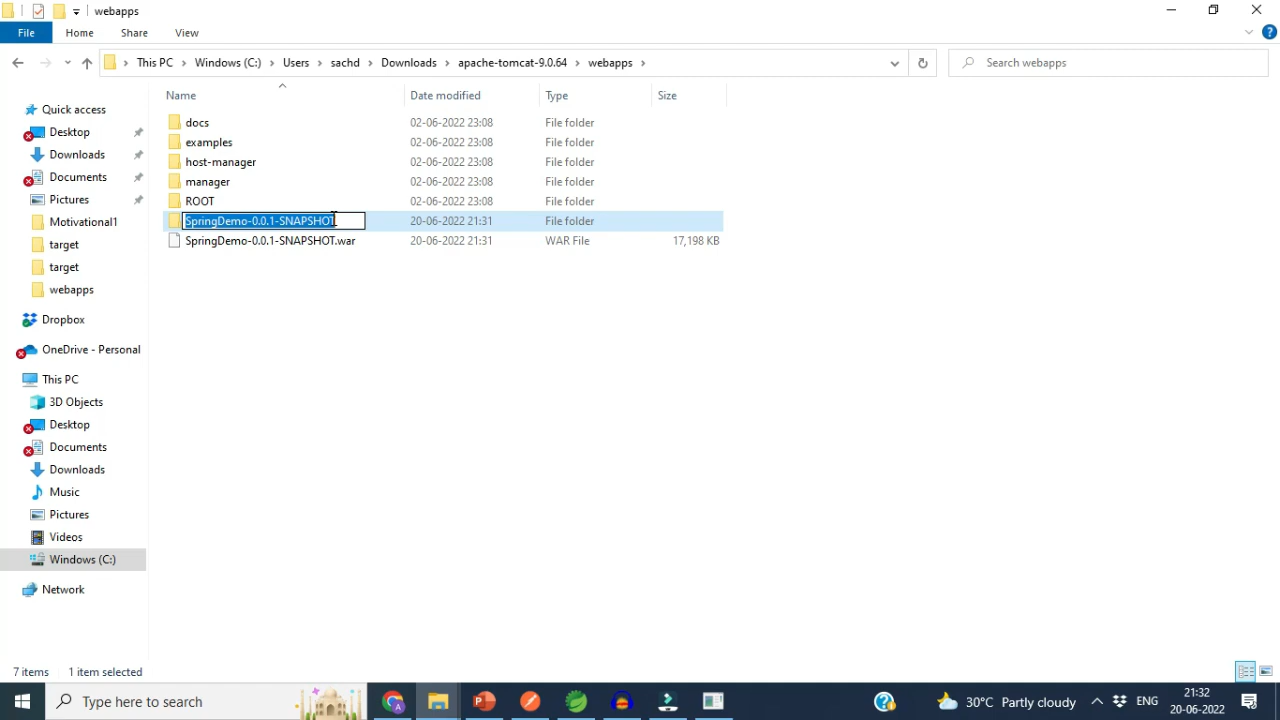 webapps
File Home Share View
This PC > Windows (C:) > Users > sachd > Downloads > apache-tomcat-9.0.64 > webapps >
Search webapps
Name Date modified Type Size
Quick access
Desktop
Downloads
Documents
Pictures
Motivational1
target
target
webapps
Dropbox
OneDrive - Personal
This PC
3D Objects
Desktop
Documents
Downloads
Music
Pictures
Videos
Windows (C:)
Network
docs 02-06-2022 23:08 File folder
examples 02-06-2022 23:08 File folder
host-manager 02-06-2022 23:08 File folder
manager 02-06-2022 23:08 File folder
ROOT 02-06-2022 23:08 File folder
SpringDemo-0.0.1-SNAPSHOT 20-06-2022 21:31 File folder
SpringDemo-0.0.1-SNAPSHOT.war 20-06-2022 21:31 WAR File 17,198 KB
7 items 1 item selected
Type here to search
30°C Partly cloudy
ENG
21:32
20-06-2022